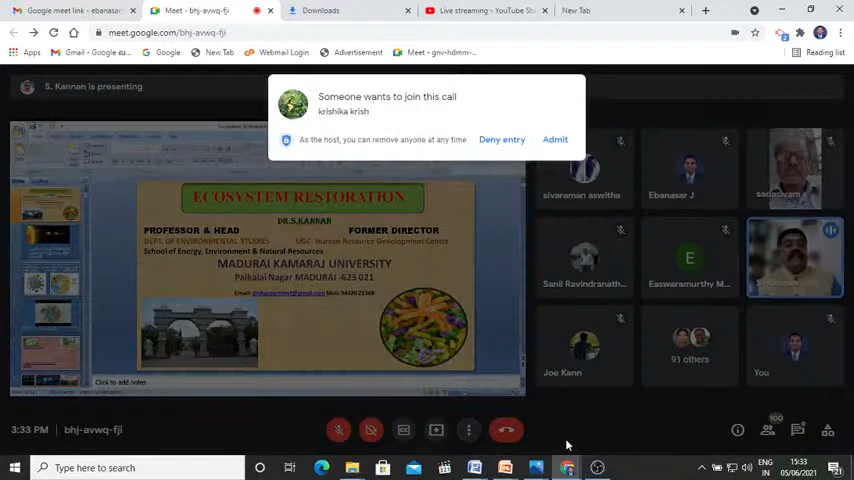 Google meet link - ebanasar
Meet - bhj-avwq-fji
Downloads
Live streaming - YouTube Stu
New Tab
meet.google.com/bhj-avwq-fji
Apps
Gmail - Google
Google
New Tab
Webmail Login
Advertisement
Meet - gnv-hdmm-
Reading list
S. Kannan is presenting
Someone wants to join this call
krishika krish
As the host, you can remove anyone at any time
Deny entry
Admit
ECOSYSTEM RESTORATION
DR.S.KANNAN
PROFESSOR & HEAD
FORMER DIRECTOR
DEPT. OF ENVIRONMENTAL STUDIES
UGC- Human Resource Development Centre
School of Energy, Environment & Natural Resources
MADURAI KAMARAJ UNIVERSITY
Palkalai Nagar MADURAI -625 021
Click to add notes
sivaraman aswitha
Ebanasar J
sadasivam
Sanil Ravindranath...
E
Easwaramurthy M...
S. Kannan
Joe Kann
91 others
You
3:33 PM
bhj-avwq-fji
100
Type here to search
ENG
IN
15:33
05/06/2021
21